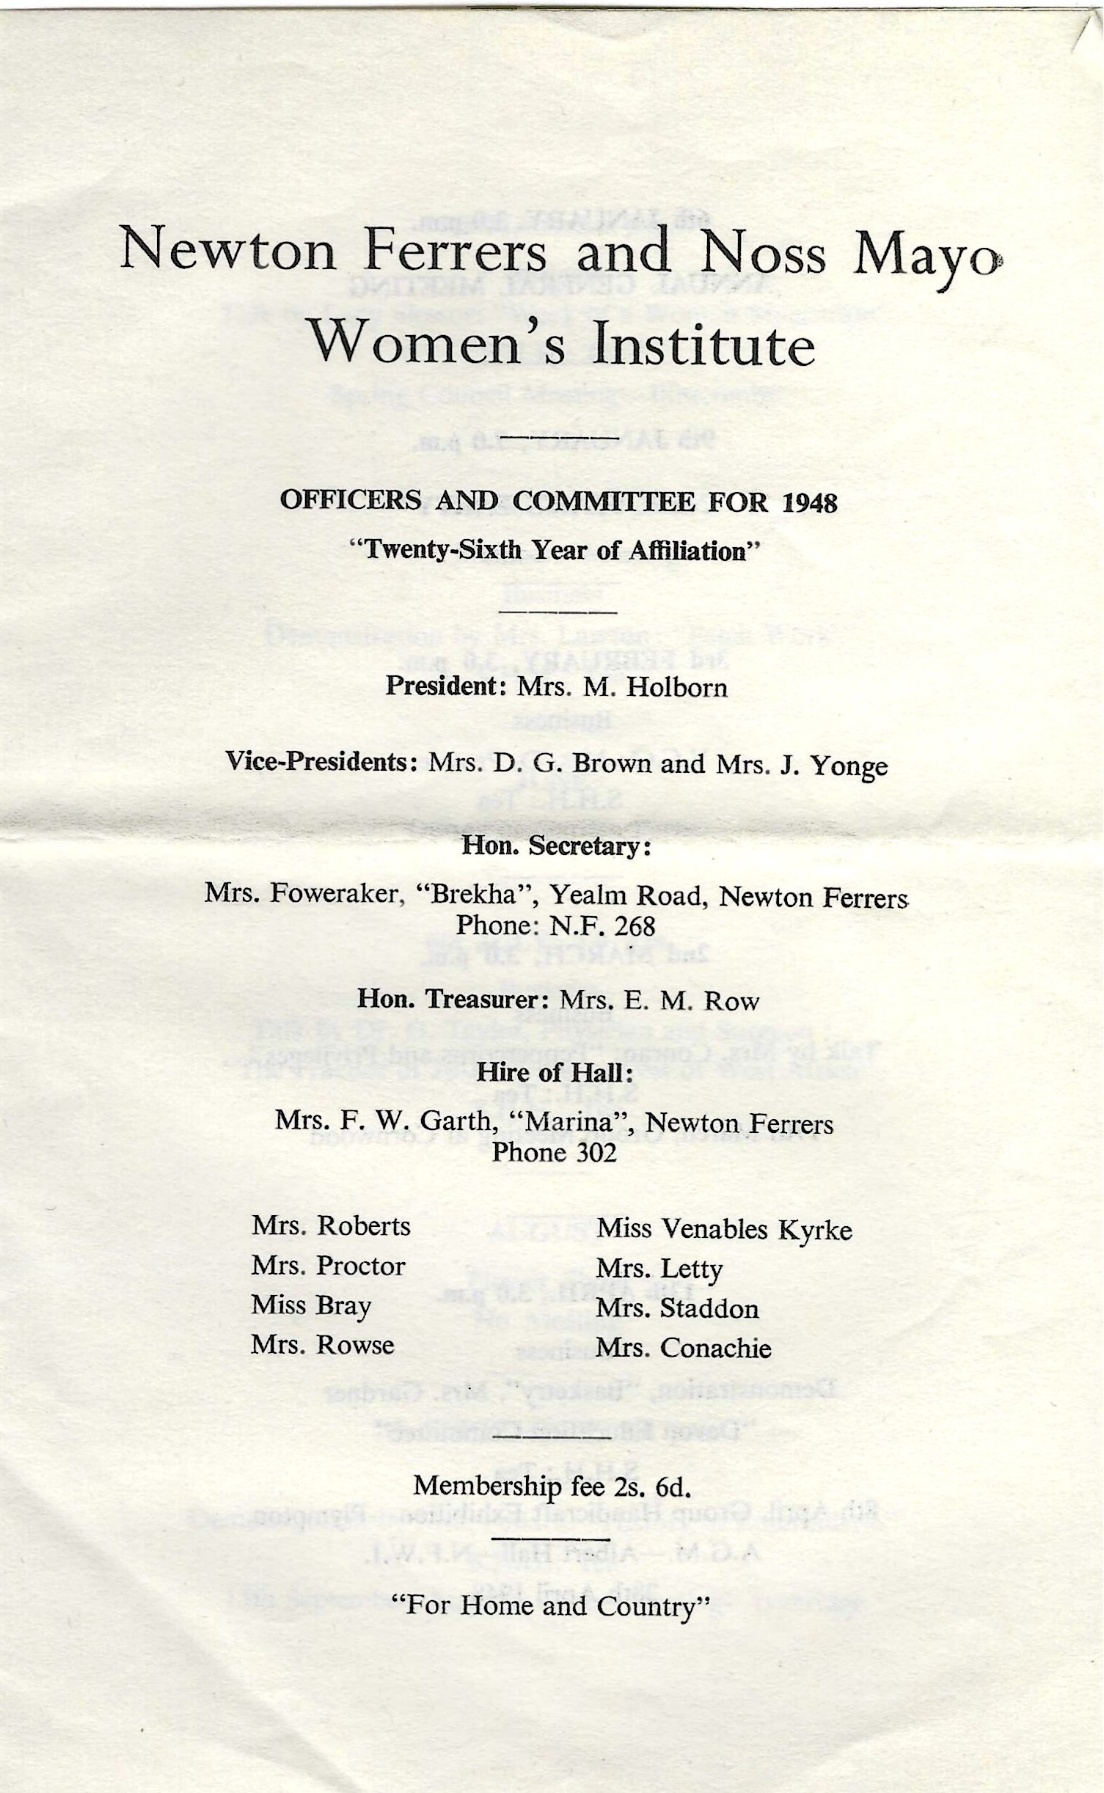 Newton Ferrers and Noss Mayo
Women's Institute
OFFICERS AND COMMITTEE FOR 1948
"Twenty-Sixth Year of Affiliation"
President: Mrs. M. Holborn
Vice-Presidents: Mrs. D. G. Brown and Mrs. J. Yonge
Hon. Secretary:
Mrs. Foweraker, "Brekha", Yealm Road, Newton Ferrers
Phone: N.F. 268
Hon. Treasurer: Mrs. E. M. Row
Hire of Hall:
Mrs. F. W. Garth, "Marina", Newton Ferrers
Phone 302
Mrs. Roberts
Mrs. Proctor
Miss Bray
Mrs. Rowse
Miss Venables Kyrke
Mrs. Letty
Mrs. Staddon
Mrs. Conachie
Membership fee 2s. 6d.
"For Home and Country"